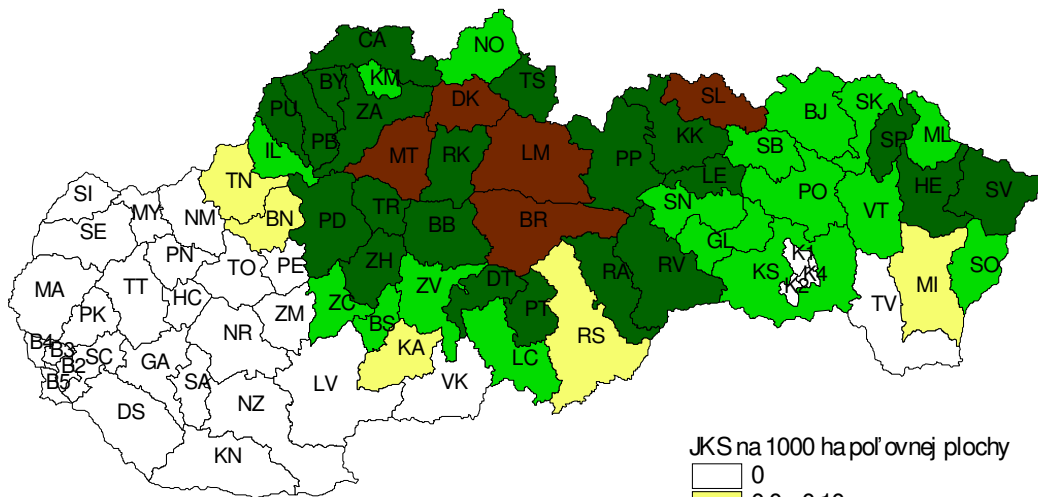 CA
NO
BY
KM
TS
PU
ZA
DK
SL
BJ
SK
PB
SP
ML
IL
MT
RK
LM
PP
KK
SB
TN
LE
HE
SV
SI
MY
NM
BN
PD
TR
BB
BR
SN
PO
VT
SE
PN
TO
PE
ZH
GL
K1
MA
TT
HC
ZC
ZV
DT
RA
RV
KS
K4
SO
PK
ZM
BS
PT
K2
TV
MI
B4
B3
SC
GA
NR
KA
LC
RS
B2
B5
SA
LV
VK
DS
NZ
KN
JKS na 1000 ha poľovnej plochy
0